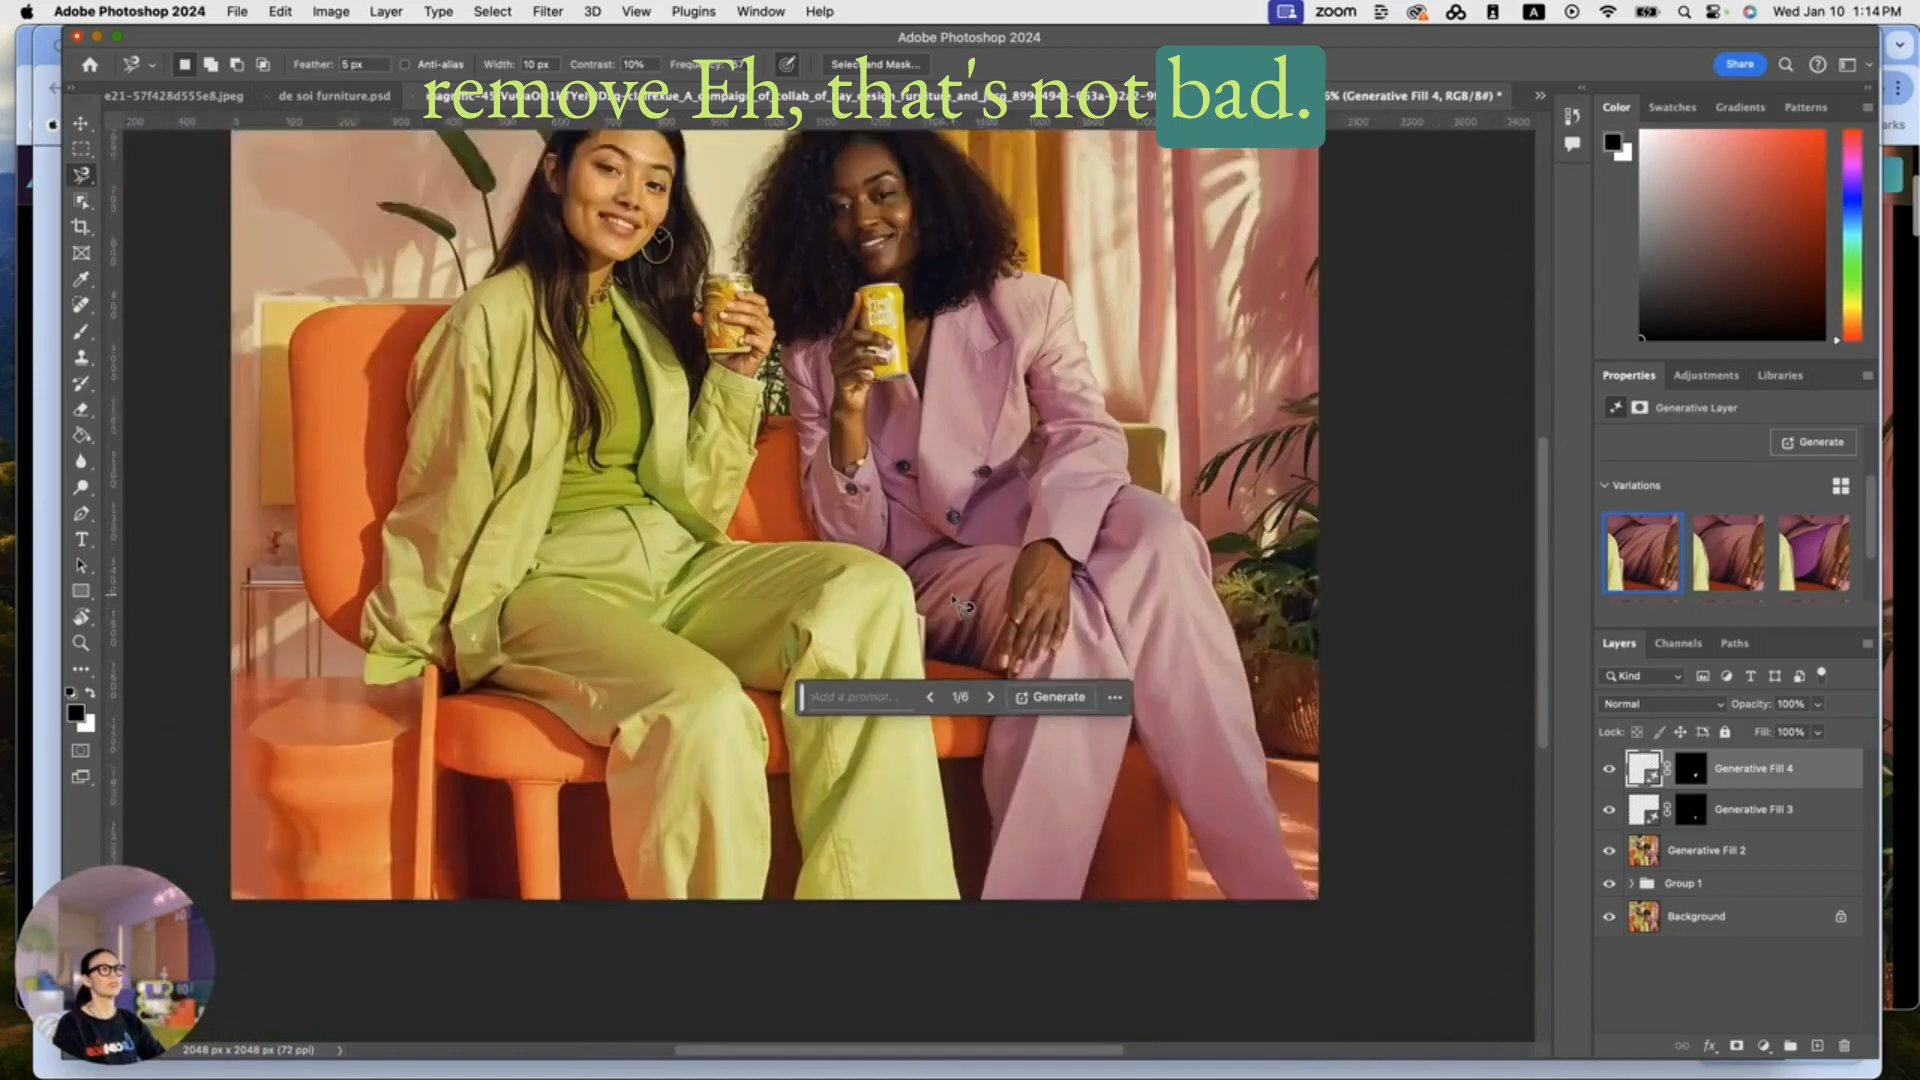 Adobe Photoshop 2024 File Edit Image Layer Type Select Filter 3D View Plugins Window Help zoom A Wed Jan 10 1:14 PM
Adobe Photoshop 2024
Feather: 5 px Anti-alias Width: 10 px Contrast: 10% Select and Mask... Share
remove Eh, that's not bad.
e21-57f428d555e8.jpeg de soi furniture.psd (Generative Fill 4, RGB/8#) *
Color Swatches Gradients Patterns
Properties Adjustments Libraries
Generative Layer
Generate
Variations
Layers Channels Paths
Kind
Normal Opacity: 100%
Lock: Fill: 100%
Add a prompt... 1/6 Generate
Generative Fill 4
Generative Fill 3
Generative Fill 2
Group 1
Background
2048 px x 2048 px (72 ppi)